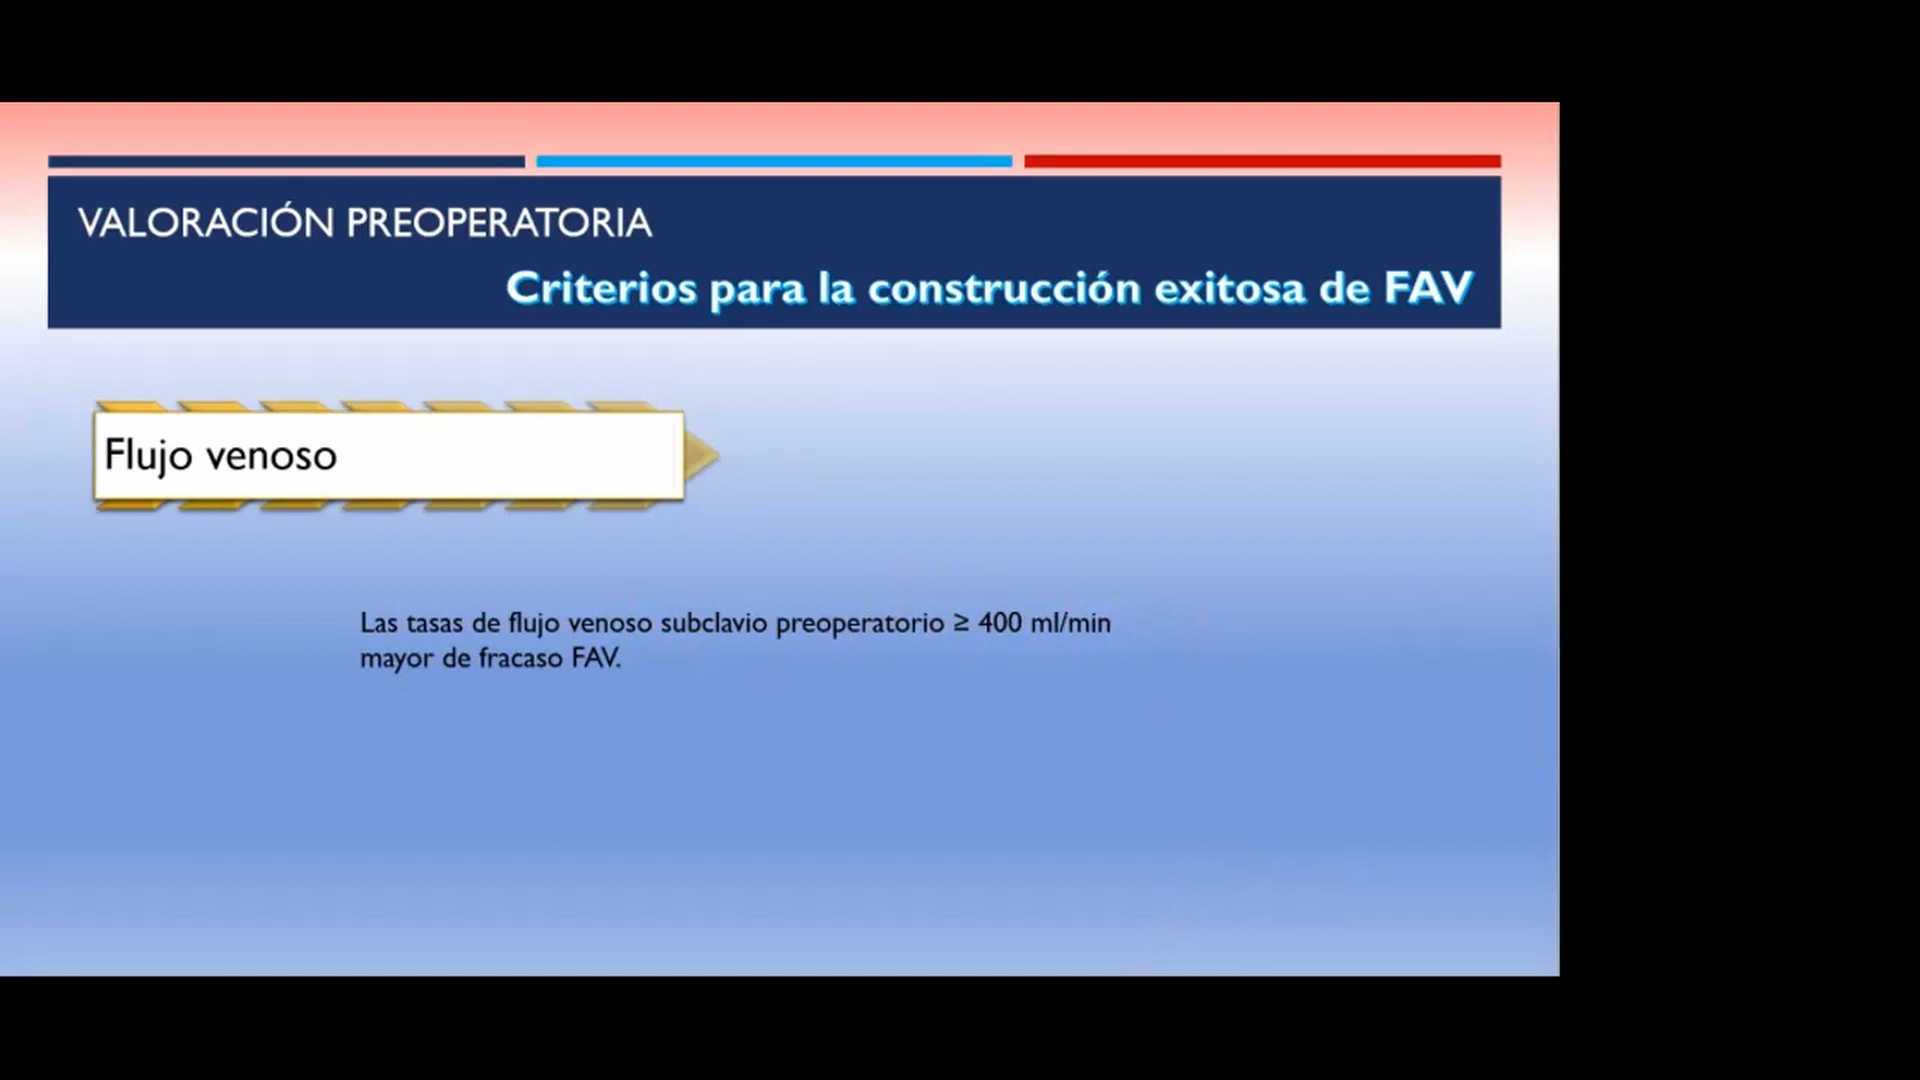 VALORACIÓN PREOPERATORIA
Criterios para la construcción exitosa de FAV
Flujo venoso
Las tasas de flujo venoso subclavio preoperatorio ≥ 400 ml/min
mayor de fracaso FAV.